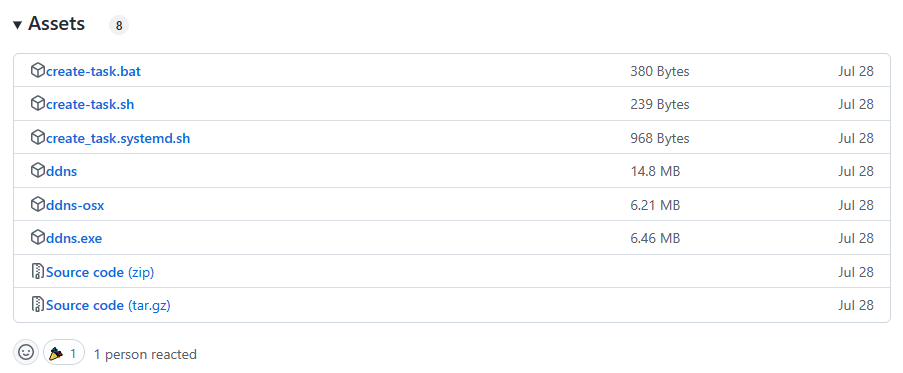 Assets 8
create-task.bat 380 Bytes Jul 28
create-task.sh 239 Bytes Jul 28
create_task.systemd.sh 968 Bytes Jul 28
ddns 14.8 MB Jul 28
ddns-osx 6.21 MB Jul 28
ddns.exe 6.46 MB Jul 28
Source code (zip) Jul 28
Source code (tar.gz) Jul 28
1 1 person reacted